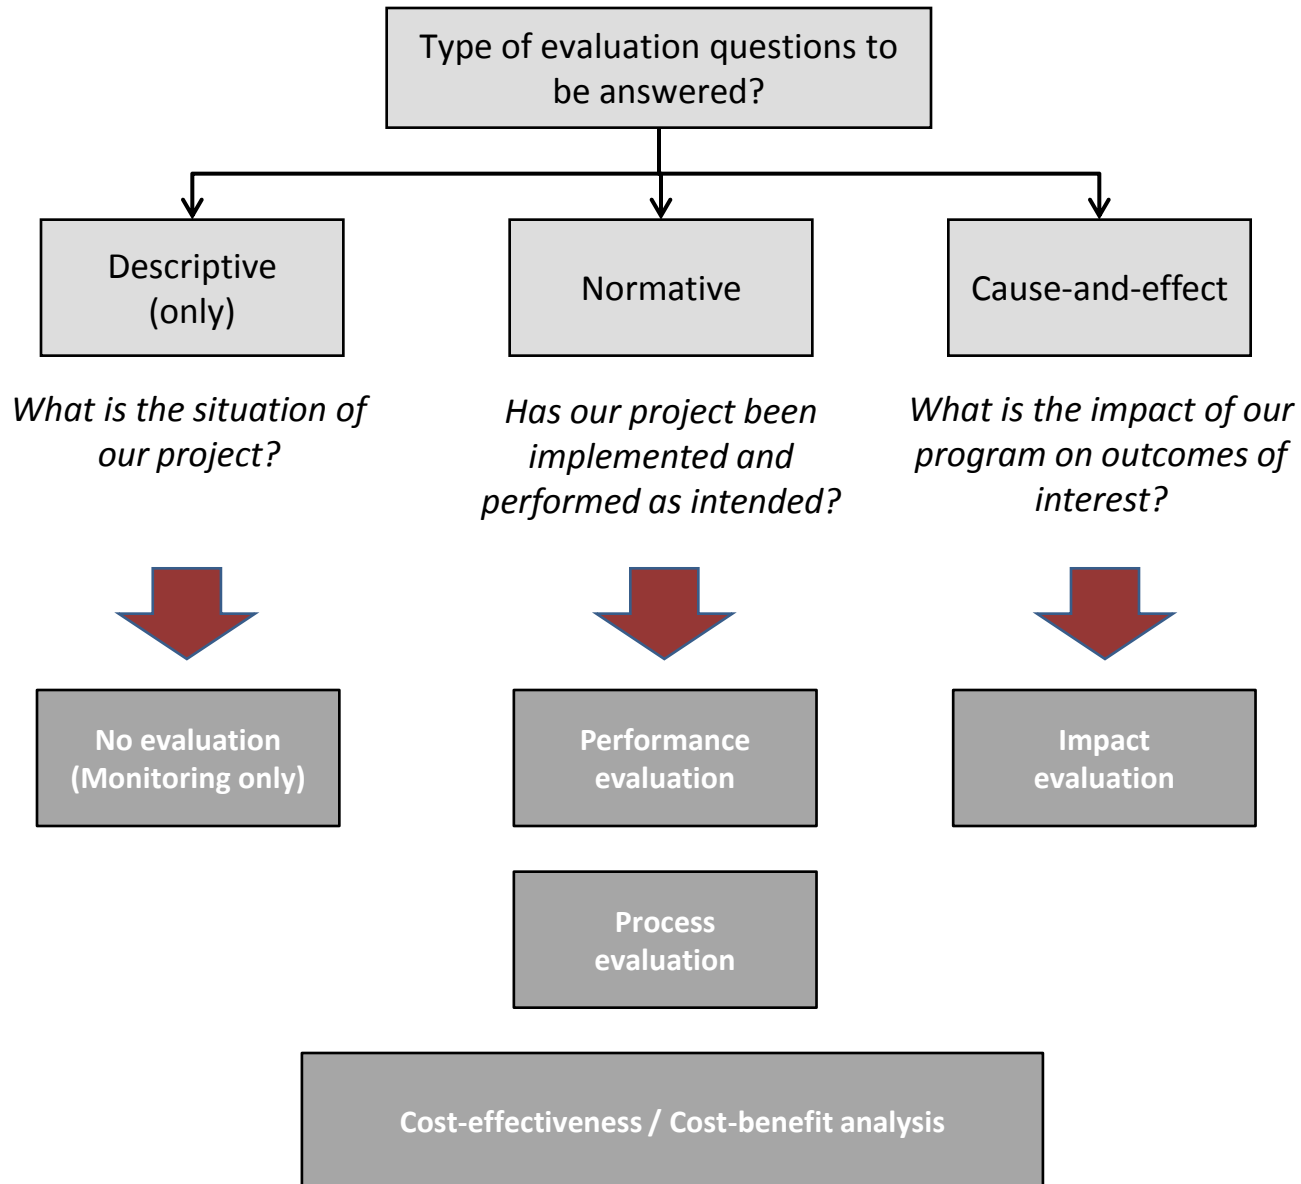 Type of evaluation questions to
be answered?
Descriptive
(only)
Normative
Cause-and-effect
What is the situation of
our project?
Has our project been
implemented and
performed as intended?
What is the impact of our
program on outcomes of
interest?
No evaluation
(Monitoring only)
Performance
evaluation
Impact
evaluation
Process
evaluation
Cost-effectiveness / Cost-benefit analysis